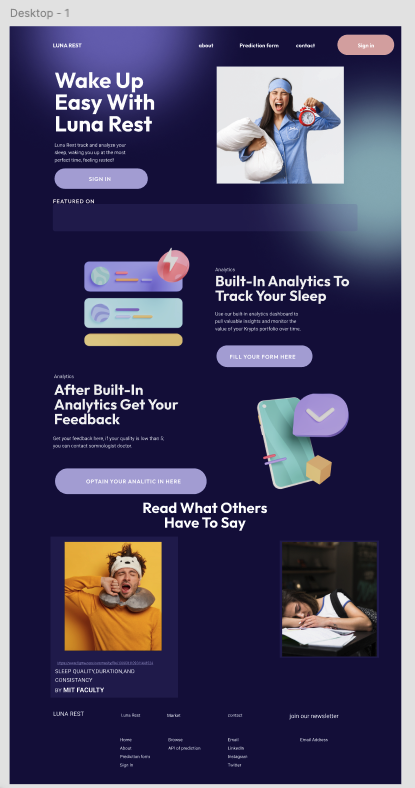 Desktop - 1
LUNA REST
about
Prediction form
contact
Sign in
Wake Up
Easy With
Luna Rest
Luna Rest track and analyze your
sleep, waking you up at the most
perfect time, feeling rested!
SIGN IN
FEATURED ON
Analytics
Built-In Analytics To
Track Your Sleep
Use our built in analytics dashboard to
pull valuable insights and monitor the
value of your Krypto portfolio over time.
FILL YOUR FORM HERE
Analytics
After Built-In
Analytics Get Your
Feedback
Get your feedback here, if your quality is low than 5,
you can contact somnologist doctor.
OPTAIN YOUR ANALITIC IN HERE
Read What Others
Have To Say
SLEEP QUALITY,DURATION,AND
CONSISTANCY
BY MIT FACULTY
LUNA REST
Luna Rest
Market
contact
join our newsletter
Home
Browse
Email
Email Address
About
API of prediction
LinkedIn
Prediction form
Instagram
Sign in
Twitter